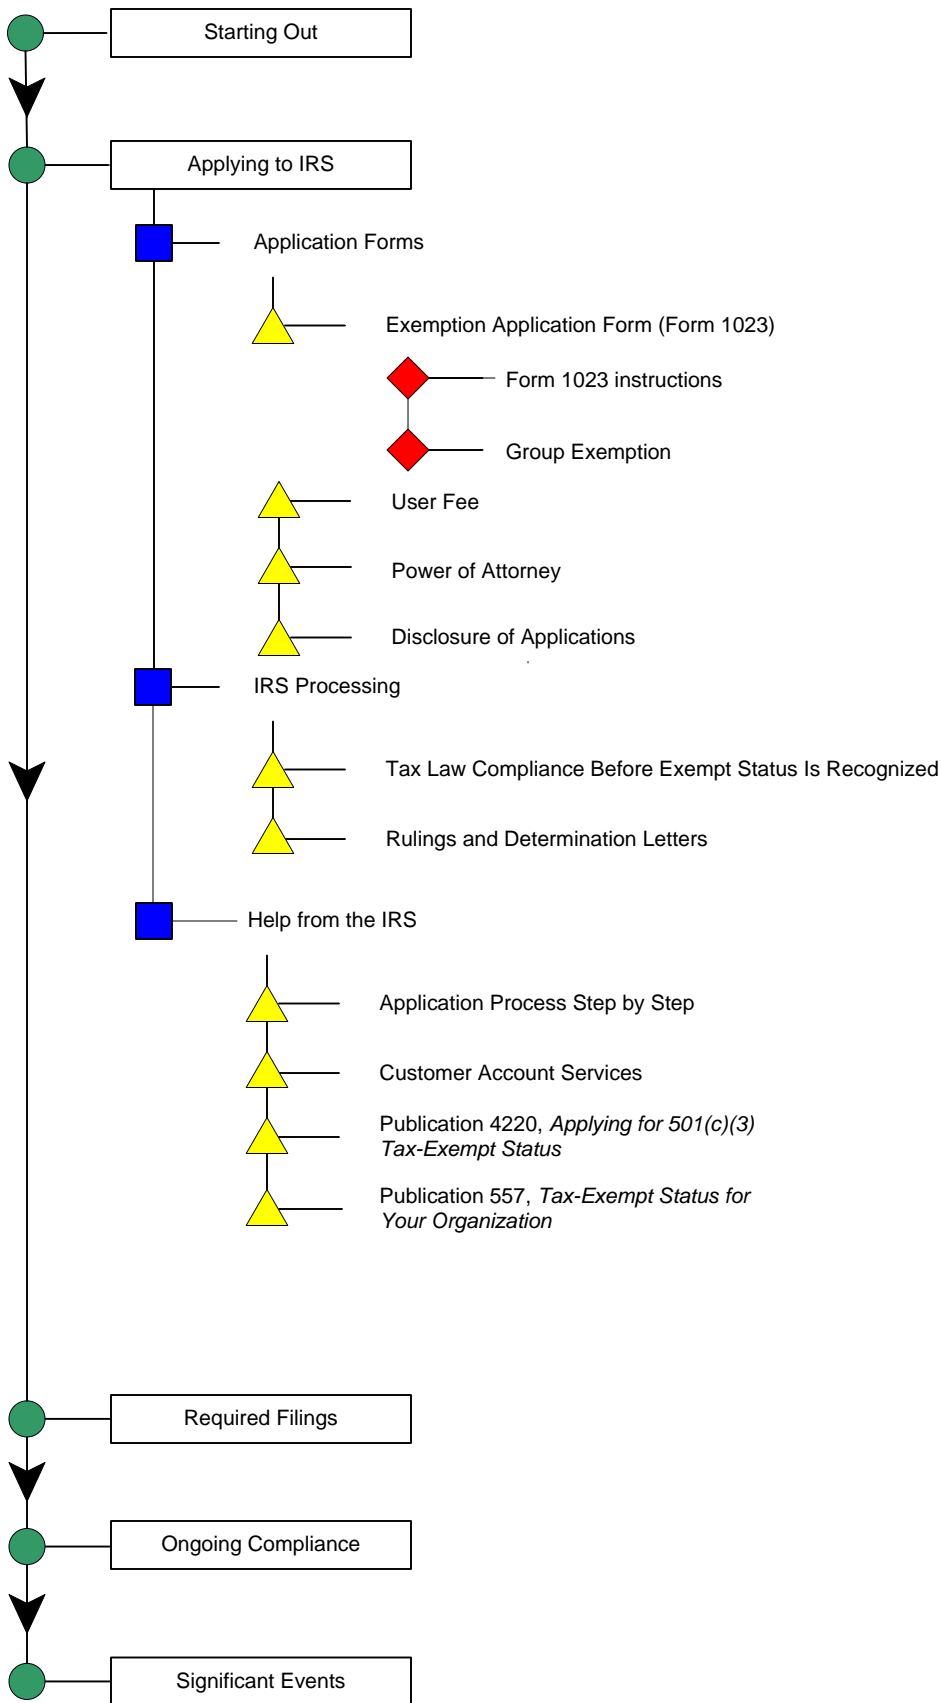 Starting Out
Applying to IRS
Application Forms
Exemption Application Form (Form 1023)
Form 1023 instructions
Group Exemption
User Fee
Power of Attorney
Disclosure of Applications
IRS Processing
Tax Law Compliance Before Exempt Status Is Recognized
Rulings and Determination Letters
Help from the IRS
Application Process Step by Step
Customer Account Services
Publication 4220, Applying for 501(c)(3)
Tax-Exempt Status
Publication 557, Tax-Exempt Status for
Your Organization
Required Filings
Ongoing Compliance
Significant Events